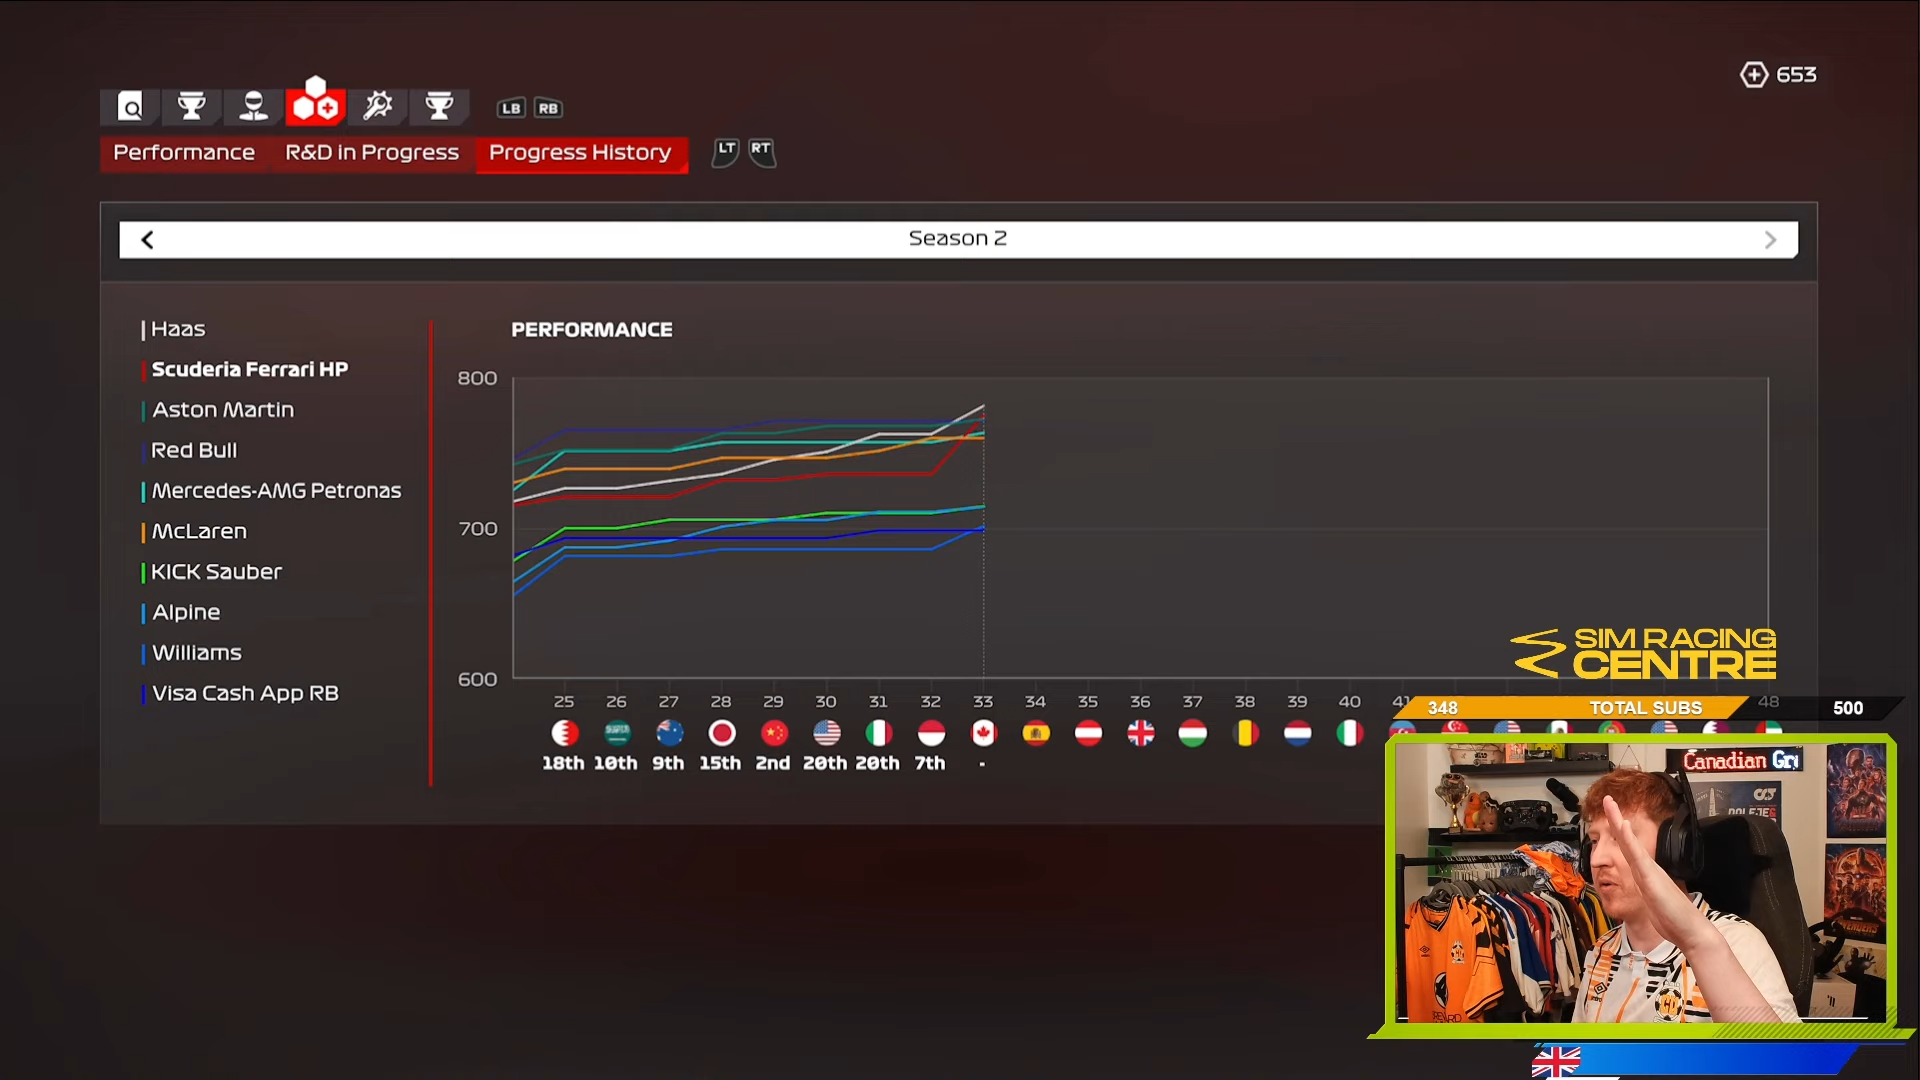 653
LB RB
Performance R&D in Progress Progress History LT RT
Season 2
Haas
Scuderia Ferrari HP
Aston Martin
Red Bull
Mercedes-AMG Petronas
McLaren
KICK Sauber
Alpine
Williams
Visa Cash App RB
PERFORMANCE
800
700
600
25 26 27 28 29 30 31 32 33 34 35 36 37 38 39 40 41 48
18th 10th 9th 15th 2nd 20th 20th 7th -
SIM RACING
CENTRE
348 TOTAL SUBS 500
Canadian Gr